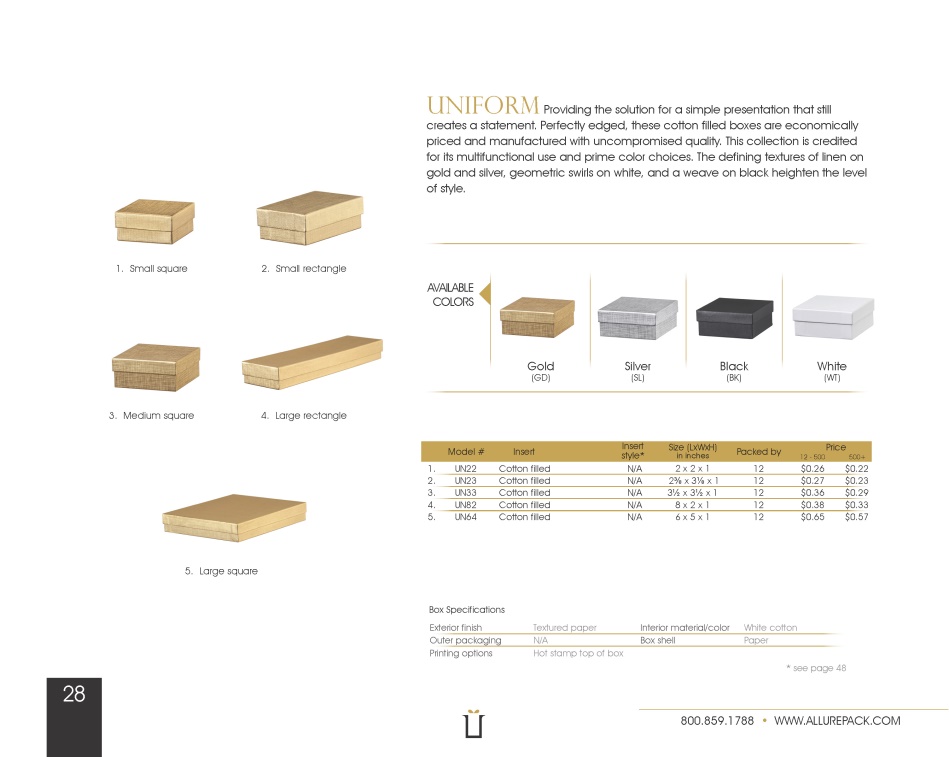 UNIFORM Providing the solution for a simple presentation that still
creates a statement. Perfectly edged, these cotton filled boxes are economically
priced and manufactured with uncompromised quality. This collection is credited
for its multifunctional use and prime color choices. The defining textures of linen on
gold and silver, geometric swirls on white, and a weave on black heighten the level
of style.
1. Small square
2. Small rectangle
3. Medium square
4. Large rectangle
5. Large square
AVAILABLE
COLORS
Gold
(GD)
Silver
(SL)
Black
(BK)
White
(WT)
Model # Insert Insert style* Size (LxWxH) in inches Packed by Price 12 - 500 500+
1. UN22 Cotton filled N/A 2 x 2 x 1 12 $0.26 $0.22
2. UN23 Cotton filled N/A 2⅜ x 3⅛ x 1 12 $0.27 $0.23
3. UN33 Cotton filled N/A 3½ x 3½ x 1 12 $0.36 $0.29
4. UN82 Cotton filled N/A 8 x 2 x 1 12 $0.38 $0.33
5. UN64 Cotton filled N/A 6 x 5 x 1 12 $0.65 $0.57
Box Specifications
Exterior finish Textured paper Interior material/color White cotton
Outer packaging N/A Box shell Paper
Printing options Hot stamp top of box
* see page 48
28
800.859.1788 • WWW.ALLUREPACK.COM